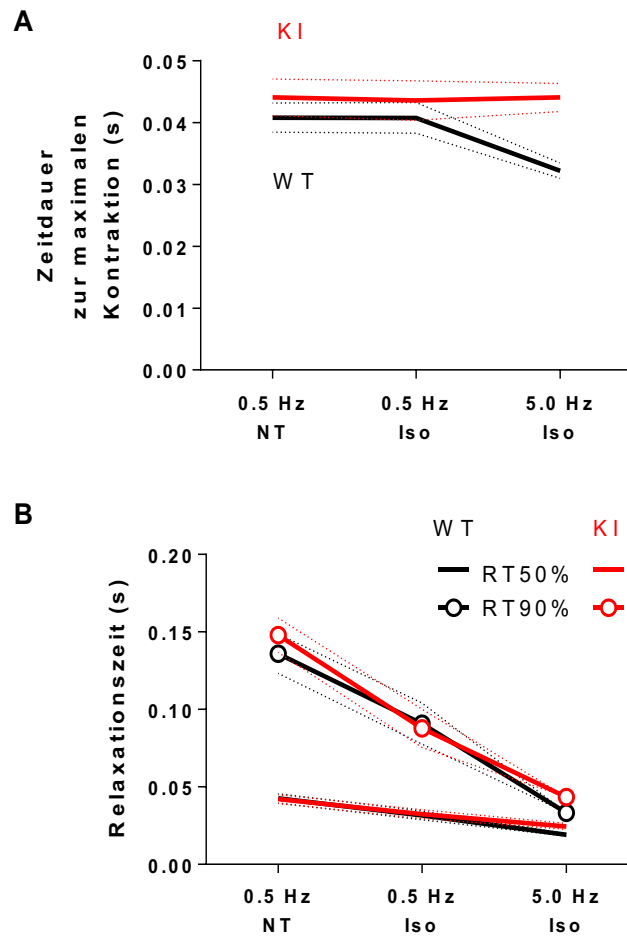 A
KI
Zeitdauer
zur maximalen
Kontraktion (s)
0.05
0.04
0.03
0.02
0.01
0.00
WT
0.5 Hz
NT
0.5 Hz
Iso
5.0 Hz
Iso
B
WT KI
RT50%
RT90%
Relaxationszeit (s)
0.20
0.15
0.10
0.05
0.00
0.5 Hz
NT
0.5 Hz
Iso
5.0 Hz
Iso